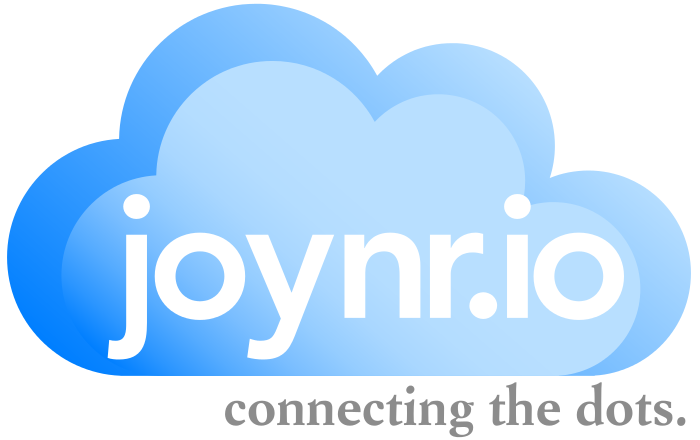 joynr.io
connecting the dots.